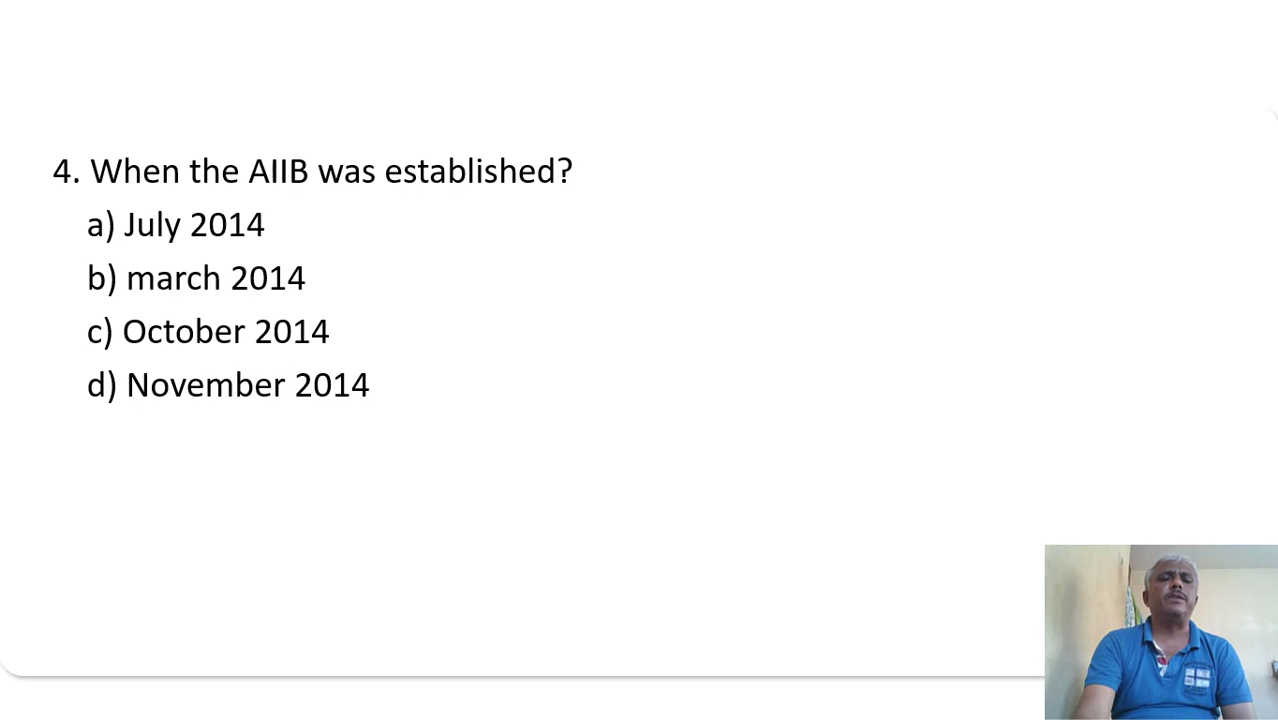 4. When the AIIB was established?
a) July 2014
b) march 2014
c) October 2014
d) November 2014